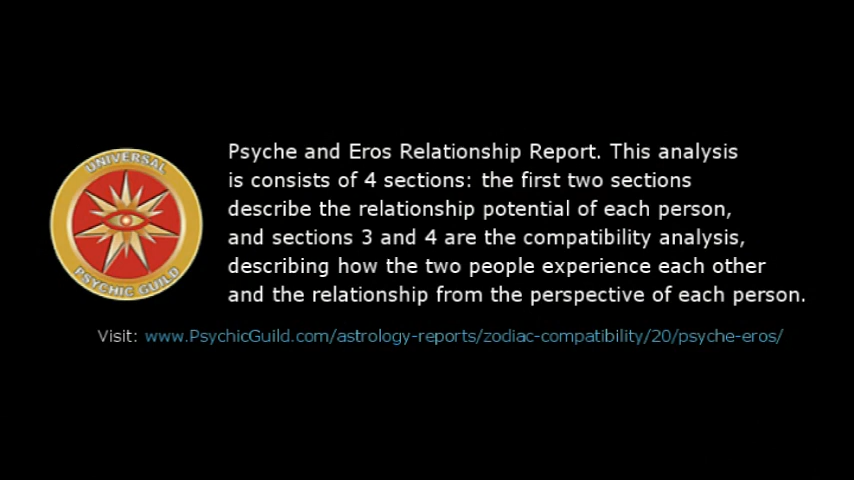 UNIVERSAL
PSYCHIC GUILD
Psyche and Eros Relationship Report. This analysis
is consists of 4 sections: the first two sections
describe the relationship potential of each person,
and sections 3 and 4 are the compatibility analysis,
describing how the two people experience each other
and the relationship from the perspective of each person.
Visit: www.PsychicGuild.com/astrology-reports/zodiac-compatibility/20/psyche-eros/